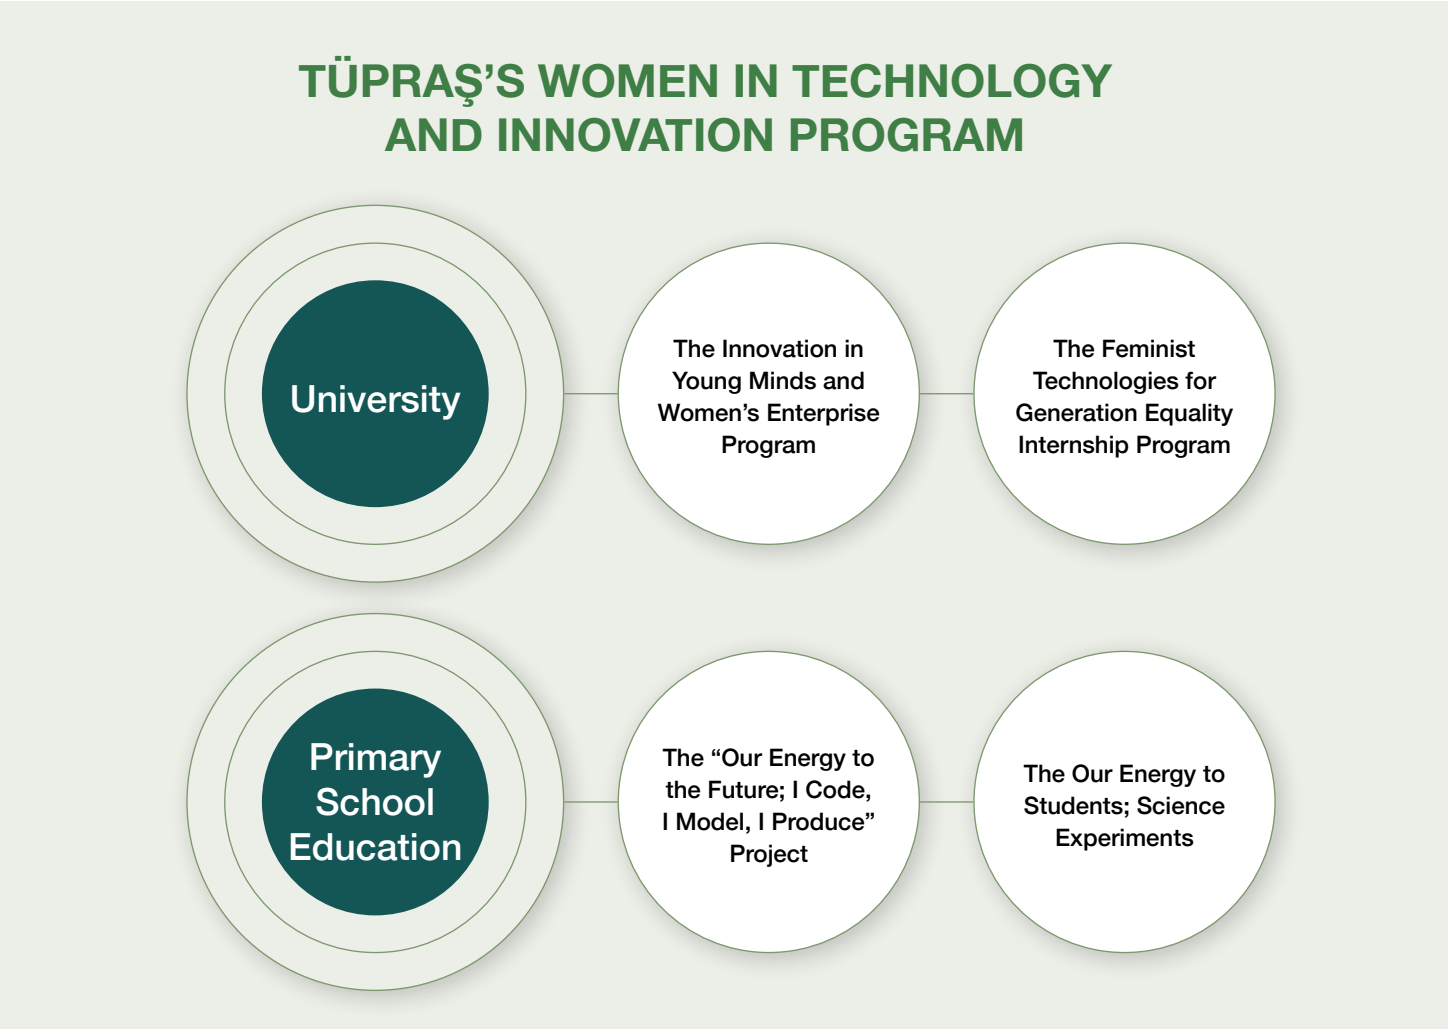 TÜPRAŞ’S WOMEN IN TECHNOLOGY
AND INNOVATION PROGRAM
University
The Innovation in
Young Minds and
Women’s Enterprise
Program
The Feminist
Technologies for
Generation Equality
Internship Program
Primary
School
Education
The “Our Energy to
the Future; I Code,
I Model, I Produce”
Project
The Our Energy to
Students; Science
Experiments